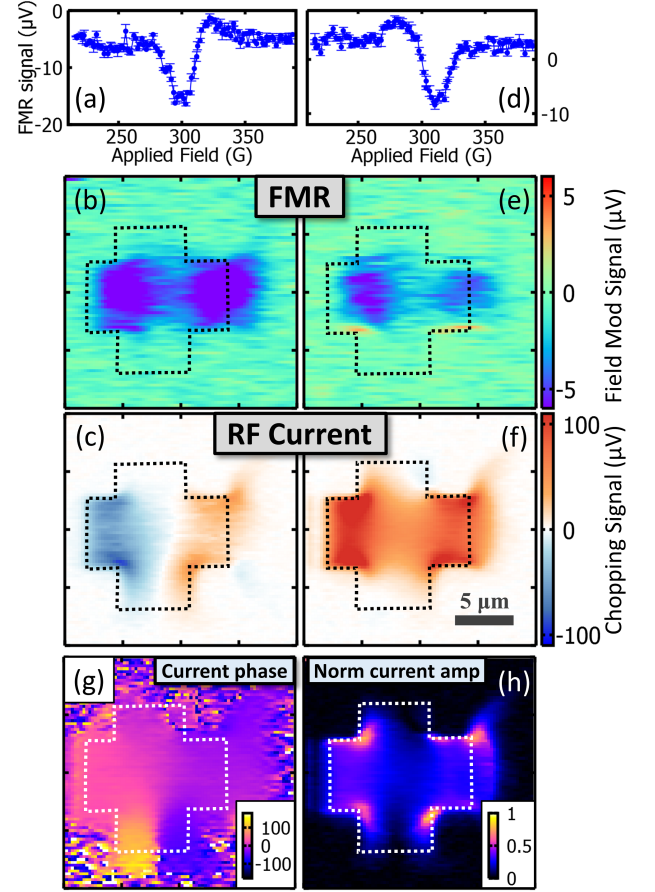 0
-10
-20
FMR signal (μV)
(a)
250
300
350
Applied Field (G)
(d)
0
-10
250
300
350
Applied Field (G)
(b)
FMR
(e)
5
0
-5
Field Mod Signal (μV)
(c)
RF Current
(f)
5 μm
100
0
-100
Chopping Signal (μV)
(g)
Current phase
100
0
-100
Norm current amp
(h)
1
0.5
0